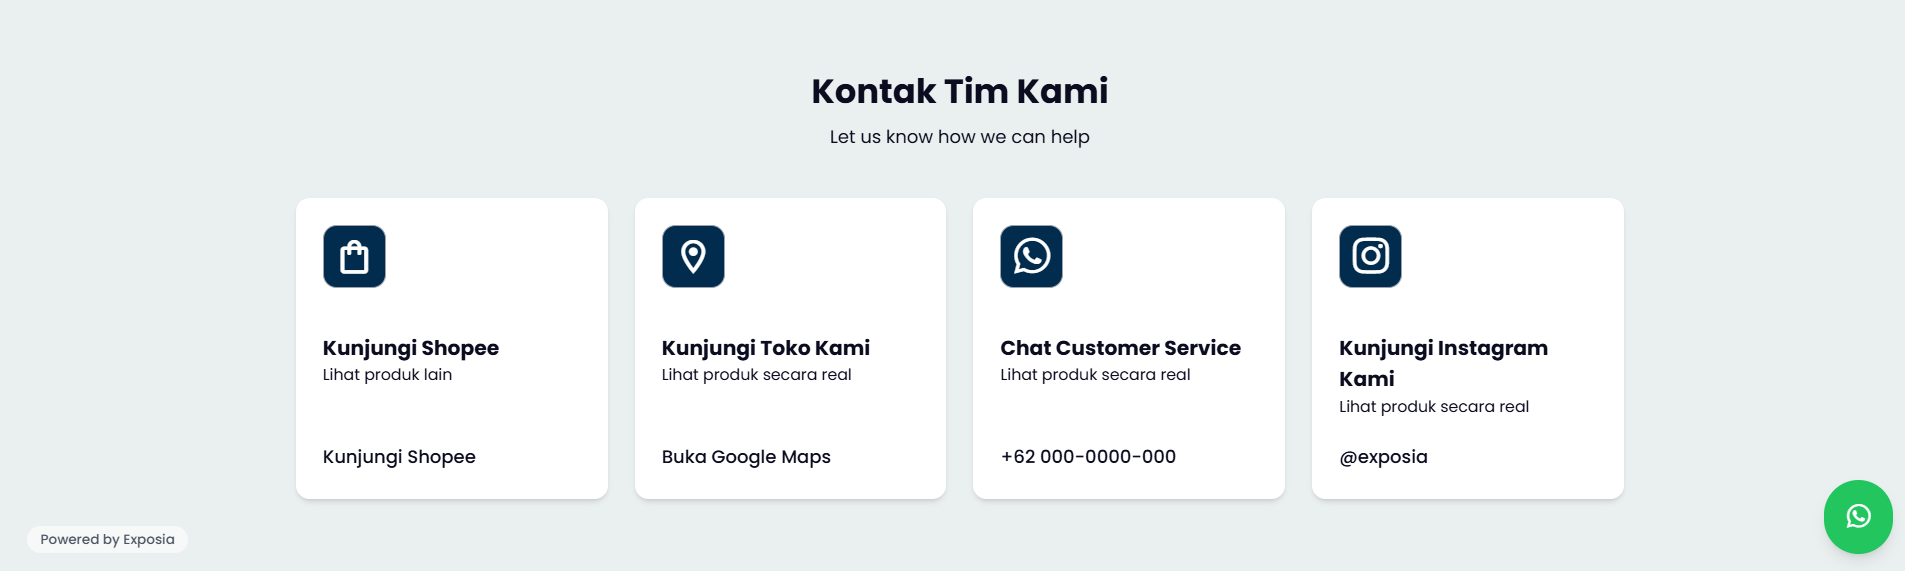 Kontak Tim Kami
Let us know how we can help
Kunjungi Shopee
Lihat produk lain
Kunjungi Shopee
Kunjungi Toko Kami
Lihat produk secara real
Buka Google Maps
Chat Customer Service
Lihat produk secara real
+62 000-0000-000
Kunjungi Instagram
Kami
Lihat produk secara real
@exposia
Powered by Exposia